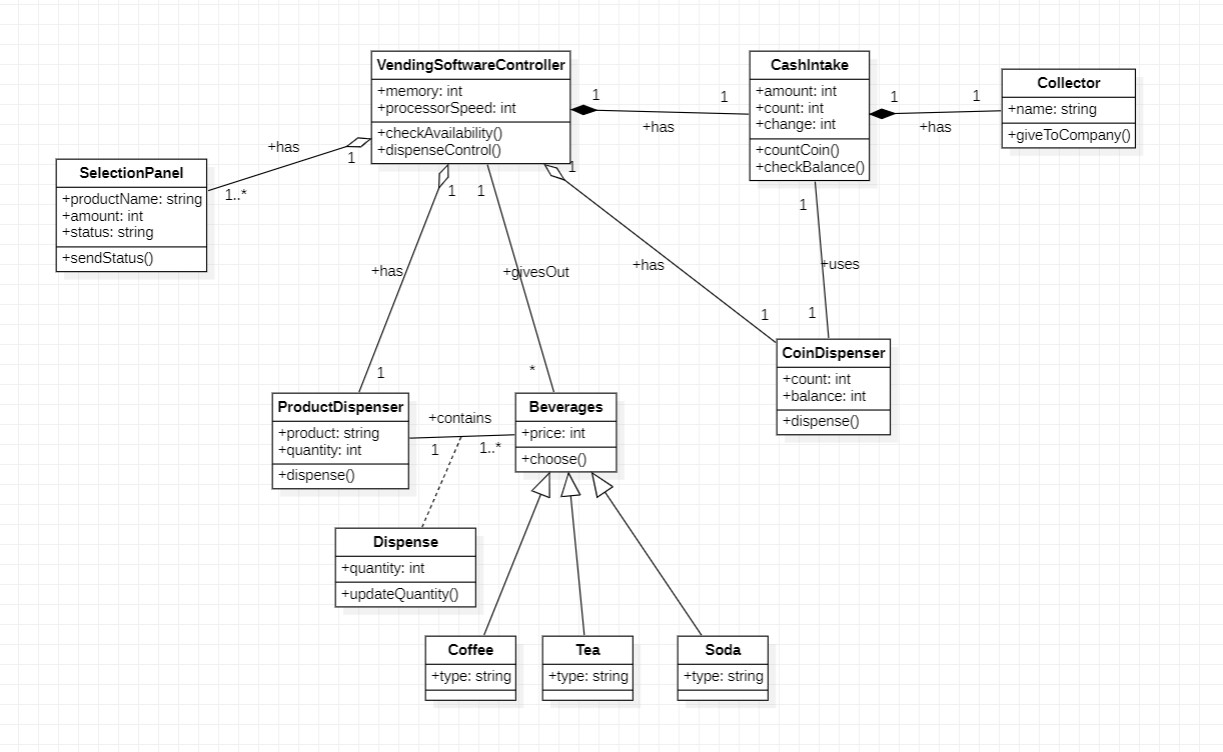 VendingSoftwareController
+memory: int
+processorSpeed: int
+checkAvailability()
+dispenseControl()
CashIntake
+amount: int
+count: int
+change: int
+countCoin()
+checkBalance()
Collector
+name: string
+giveToCompany()
1
1
+has
1
1
+has
+has
1
1..*
SelectionPanel
+productName: string
+amount: int
+status: string
+sendStatus()
1
1
1
1
+has
+givesOut
+has
+uses
1
1
1
*
CoinDispenser
+count: int
+balance: int
+dispense()
ProductDispenser
+product: string
+quantity: int
+dispense()
+contains
1
1..*
Beverages
+price: int
+choose()
Dispense
+quantity: int
+updateQuantity()
Coffee
+type: string
Tea
+type: string
Soda
+type: string